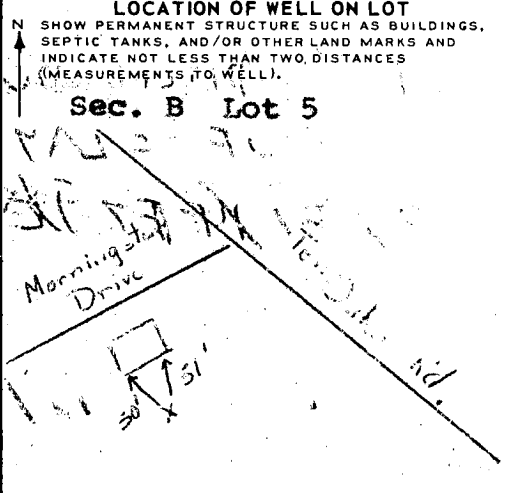 LOCATION OF WELL ON LOT
N
SHOW PERMANENT STRUCTURE SUCH AS BUILDINGS,
SEPTIC TANKS, AND/OR OTHER LAND MARKS AND
INDICATE NOT LESS THAN TWO DISTANCES
(MEASUREMENTS TO WELL).
Sec. B Lot 5
Morningstar
Drive
Rd.
51'
50'
X